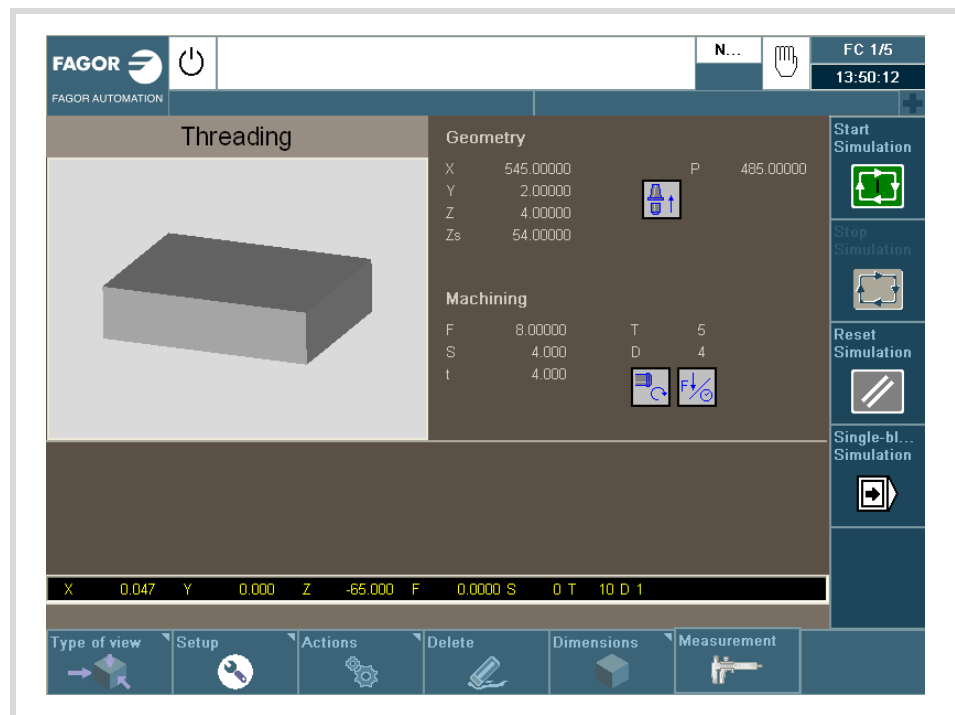 FAGOR
N...
FC 1/5
13:50:12
FAGOR AUTOMATION
Threading
Geometry
X 545.00000 P 485.00000
Y 2.00000
Z 4.00000
Zs 54.00000
Machining
F 8.00000 T 5
S 4.000 D 4
t 4.000
F
Start
Simulation
Stop
Simulation
Reset
Simulation
Single-bl...
Simulation
X 0.047 Y 0.000 Z -65.000 F 0.0000 S 0 T 10 D 1
Type of view
Setup
Actions
Delete
Dimensions
Measurement